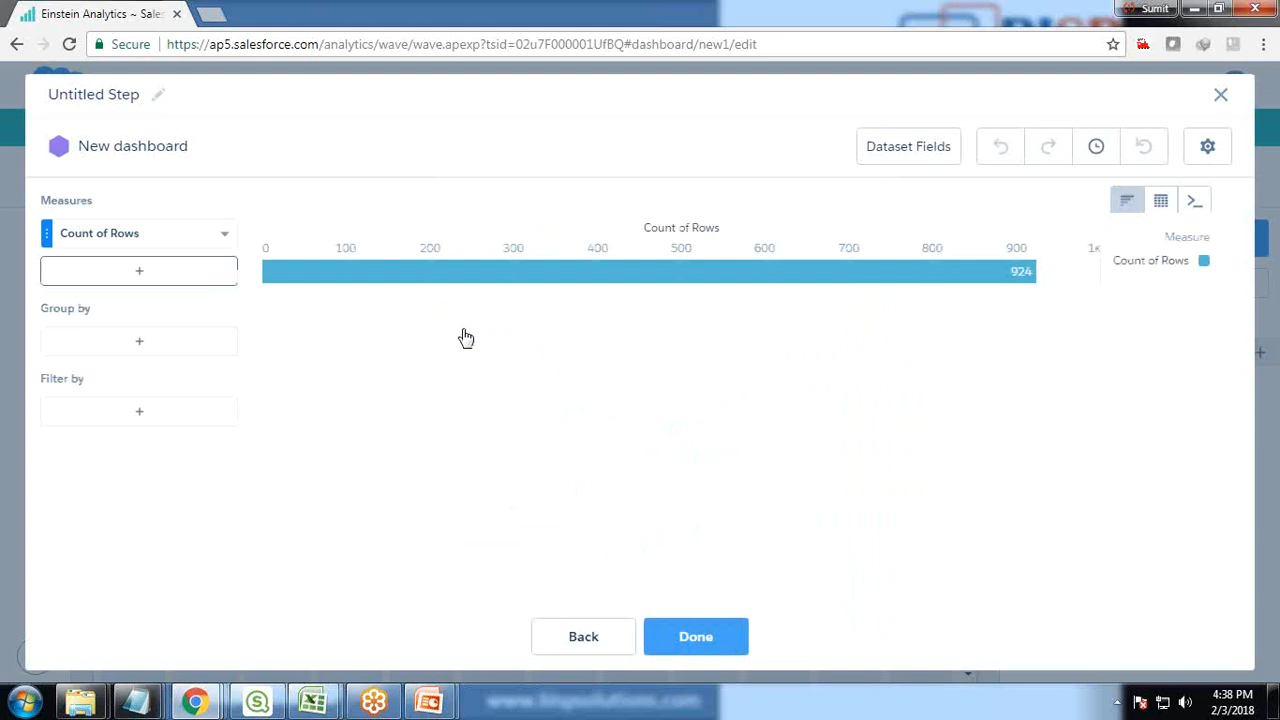 Einstein Analytics ~ Sales
Sumit
Secure
https://ap5.salesforce.com/analytics/wave/wave.apexp?tsid=02u7F000001UfBQ#dashboard/new1/edit
Untitled Step
New dashboard
Dataset Fields
Measures
Count of Rows
Group by
Filter by
Count of Rows
0 100 200 300 400 500 600 700 800 900 1K
924
Measure
Count of Rows
Back
Done
4:38 PM
2/3/2018